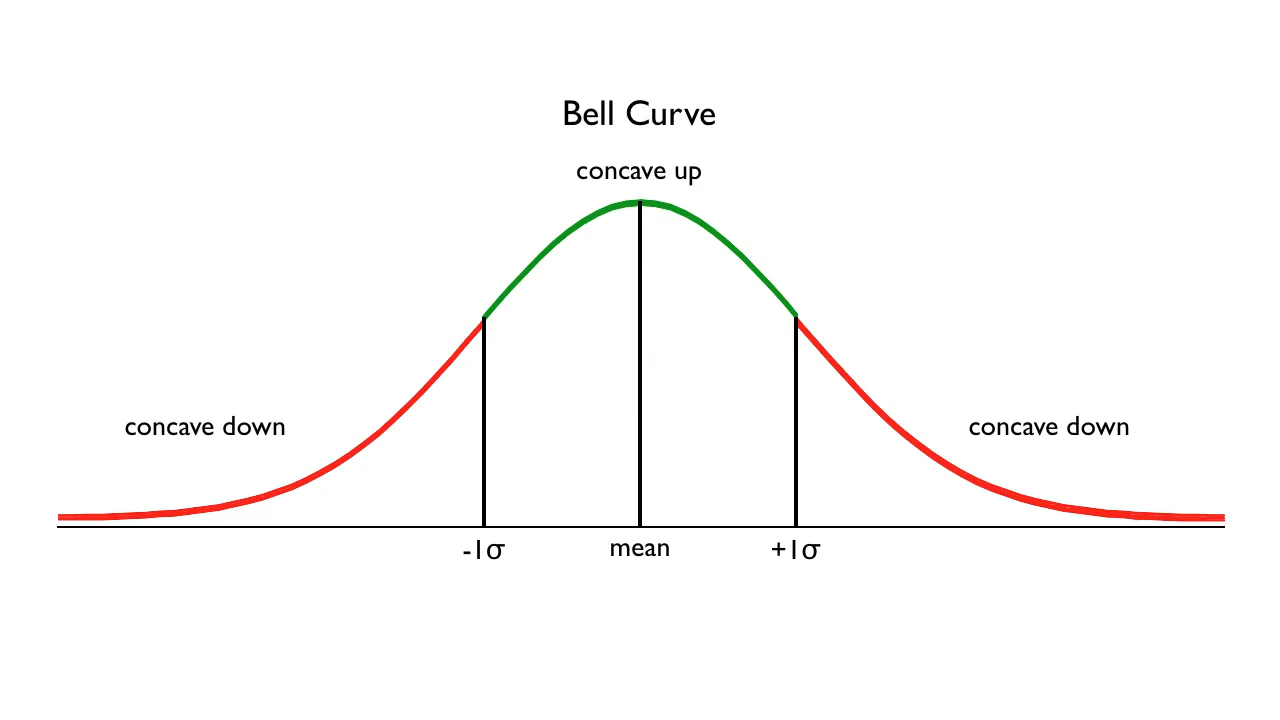 Bell Curve
concave up
concave down
concave down
-1σ
mean
+1σ